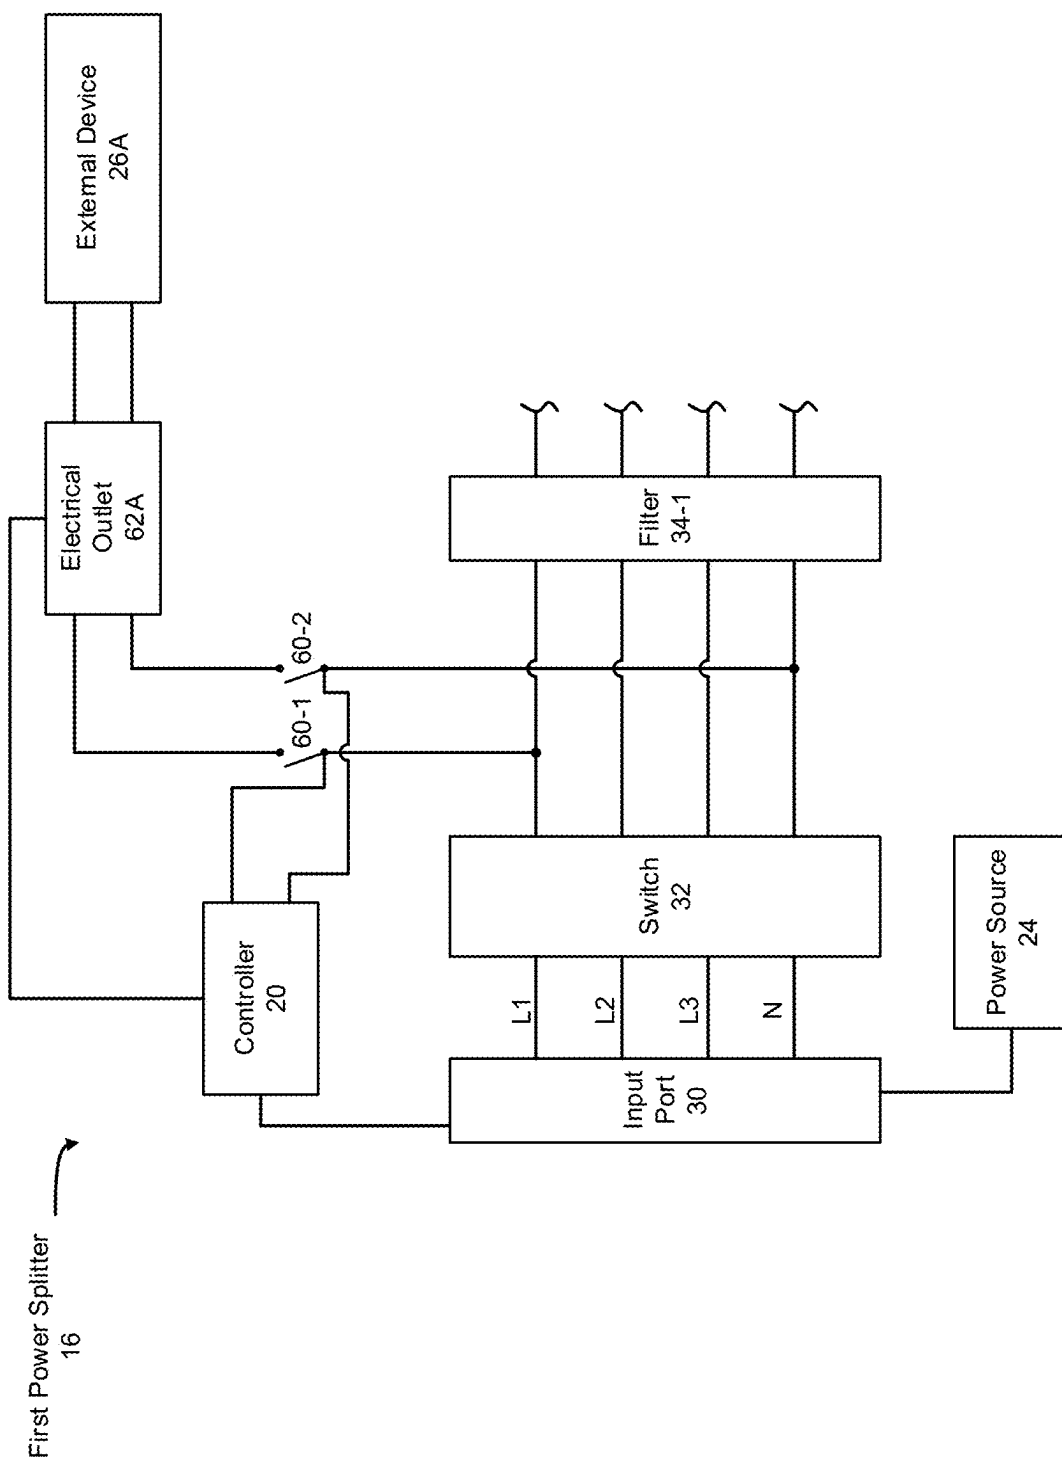 First Power Splitter
16
Electrical
Outlet
62A
External Device
26A
Controller
20
60-1
60-2
Input
Port
30
L1
L2
L3
N
Switch
32
Filter
34-1
Power Source
24